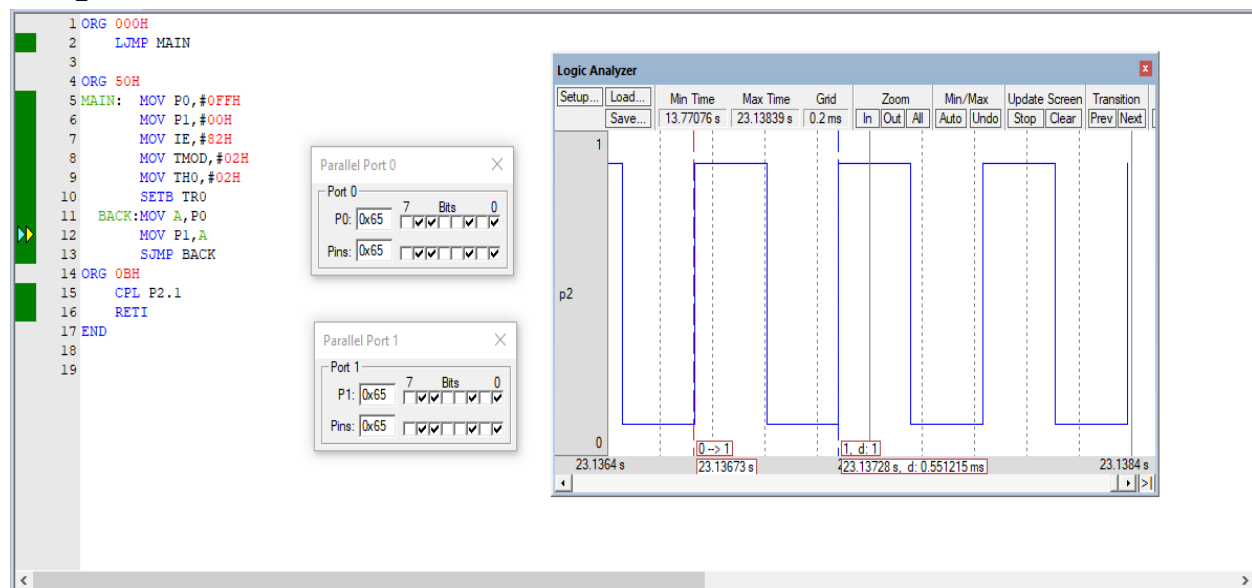 1 ORG 000H
2 LJMP MAIN
3
4 ORG 50H
5 MAIN: MOV P0,#0FFH
6 MOV P1,#00H
7 MOV IE,#82H
8 MOV TMOD,#02H
9 MOV TH0,#02H
10 SETB TR0
11 BACK:MOV A,P0
12 MOV P1,A
13 SJMP BACK
14 ORG 0BH
15 CPL P2.1
16 RETI
17 END
18
19
Parallel Port 0
Port 0
7 Bits 0
P0: 0x65
Pins: 0x65
Parallel Port 1
Port 1
7 Bits 0
P1: 0x65
Pins: 0x65
Logic Analyzer
Setup... Load... Min Time Max Time Grid Zoom Min/Max Update Screen Transition
Save... 13.77076 s 23.13839 s 0.2 ms In Out All Auto Undo Stop Clear Prev Next
1
p2
0
0 --> 1 1, d: 1
23.1364 s 23.13673 s 23.13728 s, d: 0.551215 ms 23.1384 s